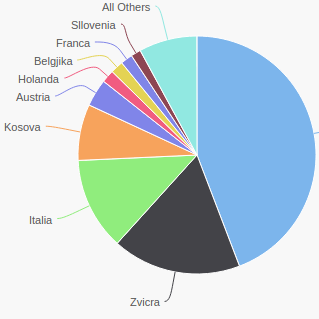 All Others
Sllovenia
Franca
Belgjika
Holanda
Austria
Kosova
Italia
Zvicra